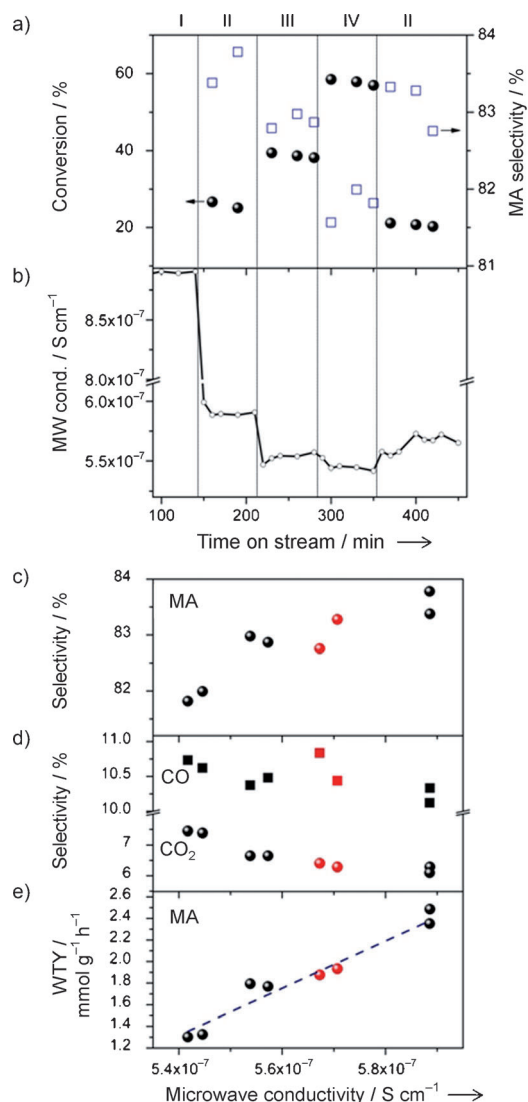 a)
I II III IV II
84
60
83
40
82
20
81
Conversion / %
MA selectivity / %
b)
8.5x10⁻⁷
8.0x10⁻⁷
6.0x10⁻⁷
5.5x10⁻⁷
MW cond. / S cm⁻¹
100 200 300 400
Time on stream / min
c)
84
83
82
Selectivity / %
MA
d)
11.0
10.5
10.0
7
6
Selectivity / %
CO
CO₂
e)
2.6
2.4
2.2
2.0
1.8
1.6
1.4
1.2
WTY /
mmol g⁻¹ h⁻¹
MA
5.4x10⁻⁷ 5.6x10⁻⁷ 5.8x10⁻⁷
Microwave conductivity / S cm⁻¹